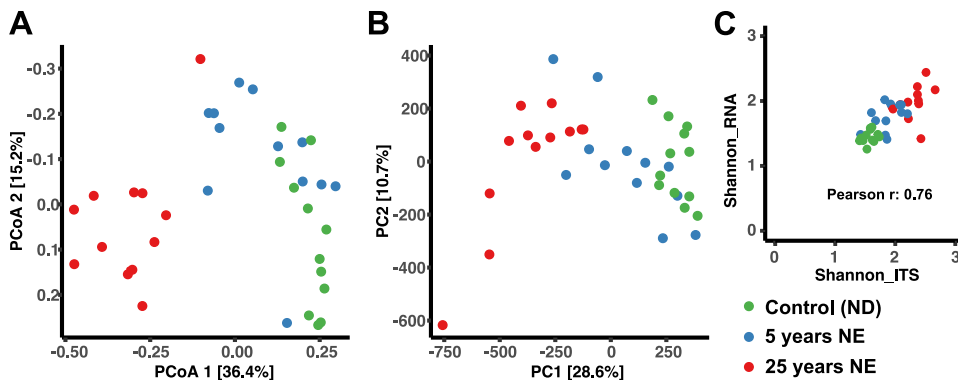 A
B
C
-0.3
-0.2
-0.1
0.0
0.1
0.2
PCoA 2 [15.2%]
-0.50
-0.25
0.00
0.25
PCoA 1 [36.4%]
400
200
0
-200
-400
-600
PC2 [10.7%]
-750
-500
-250
0
250
PC1 [28.6%]
3
2
1
0
Shannon_RNA
Pearson r: 0.76
0
1
2
3
Shannon_ITS
Control (ND)
5 years NE
25 years NE